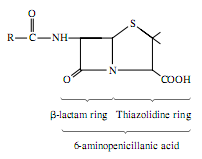 O
R—C—NH
S
O
N
COOH
β-lactam ring Thiazolidine ring
6-aminopenicillanic acid